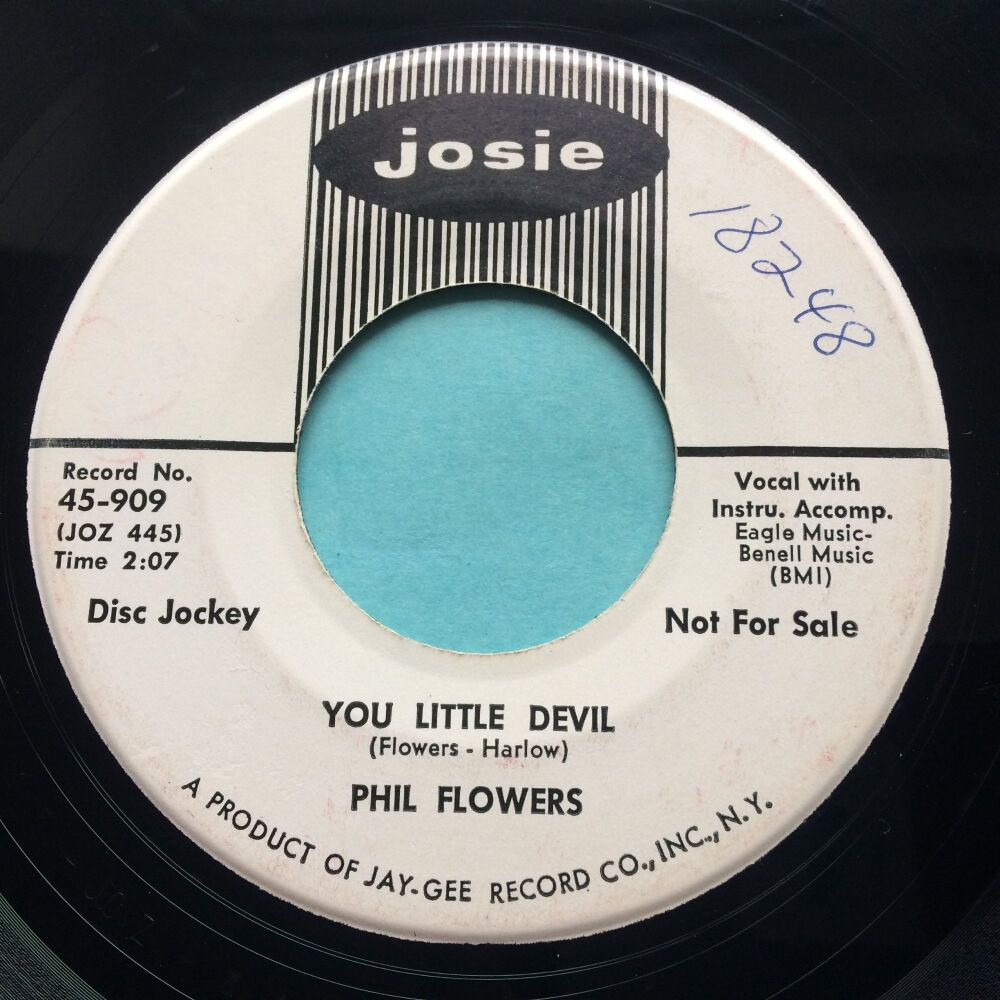 josie
18248
Record No.
45-909
(JOZ 445)
Time 2:07
Disc Jockey
Vocal with
Instru. Accomp.
Eagle Music-
Benell Music
(BMI)
Not For Sale
YOU LITTLE DEVIL
(Flowers - Harlow)
PHIL FLOWERS
A PRODUCT OF JAY-GEE RECORD CO., INC., N.Y.